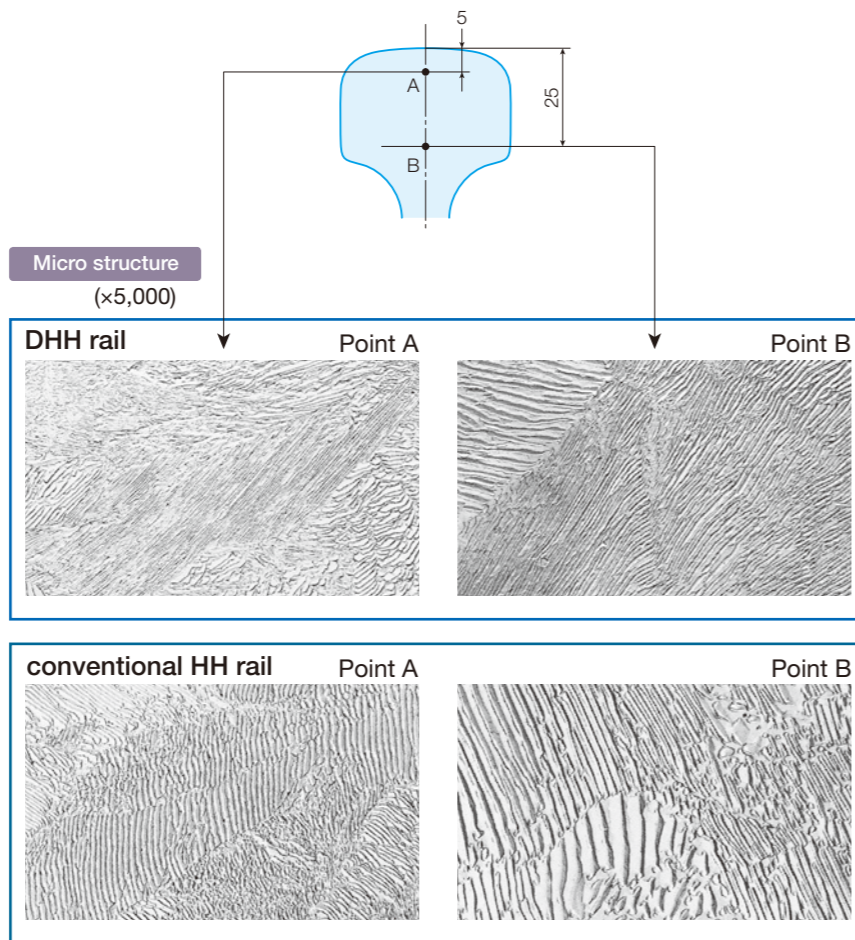 5
A
25
B
Micro structure
(×5,000)
DHH rail
Point A
Point B
conventional HH rail
Point A
Point B